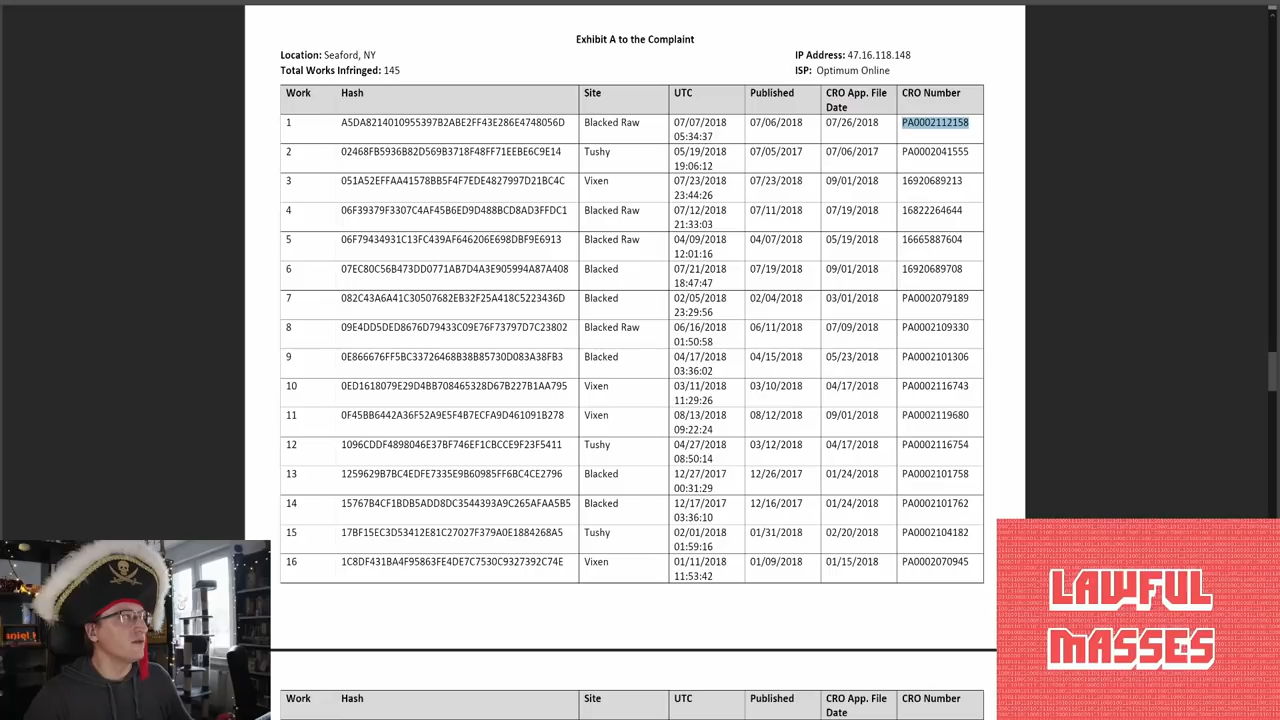 Exhibit A to the Complaint
Location: Seaford, NY IP Address: 47.16.118.148
Total Works Infringed: 145 ISP: Optimum Online
Work Hash Site UTC Published CRO App. File Date CRO Number
1 A5DA8214010955397B2ABE2FF43E286E4748056D Blacked Raw 07/07/2018 05:34:37 07/06/2018 07/26/2018 PA0002112158
2 02468FB5936B82D569B3718F48FF71EEBE6C9E14 Tushy 05/19/2018 19:06:12 07/05/2017 07/06/2017 PA0002041555
3 051A52EFFAA41578BB5F4F7EDE4827997D21BC4C Vixen 07/23/2018 23:44:26 07/23/2018 09/01/2018 16920689213
4 06F39379F3307C4AF45B6ED9D488BCD8AD3FFDC1 Blacked Raw 07/12/2018 21:33:03 07/11/2018 07/19/2018 16822264644
5 06F79434931C13FC439AF646206E698DBF9E6913 Blacked Raw 04/09/2018 12:01:16 04/07/2018 05/19/2018 16665887604
6 07EC80C56B473DD0771AB7D4A3E905994A87A408 Blacked 07/21/2018 18:47:47 07/19/2018 09/01/2018 16920689708
7 082C43A6A41C30507682EB32F25A418C5223436D Blacked 02/05/2018 23:29:56 02/04/2018 03/01/2018 PA0002079189
8 09E4DD5DED8676D79433C09E76F73797D7C23802 Blacked Raw 06/16/2018 01:50:58 06/11/2018 07/09/2018 PA0002109330
9 0E866676FF5BC33726468B38B85730D083A38FB3 Blacked 04/17/2018 03:36:02 04/15/2018 05/23/2018 PA0002101306
10 0ED1618079E29D4BB708465328D67B227B1AA795 Vixen 03/11/2018 11:29:26 03/10/2018 04/17/2018 PA0002116743
11 0F45BB6442A36F52A9E5F4B7ECFA9D461091B278 Vixen 08/13/2018 09:22:24 08/12/2018 09/01/2018 PA0002119680
12 1096CDDF4898046E37BF746EF1CBCCE9F23F5411 Tushy 04/27/2018 08:50:14 03/12/2018 04/17/2018 PA0002116754
13 1259629B7BC4EDFE7335E9B60985FF6BC4CE2796 Blacked 12/27/2017 00:31:29 12/26/2017 01/24/2018 PA0002101758
14 15767B4CF1BDB5ADD8DC3544393A9C265AFAA5B5 Blacked 12/17/2017 03:36:10 12/16/2017 01/24/2018 PA0002101762
15 Tushy 02/01/2018 01:59:16 01/31/2018 02/20/2018 PA0002104182
16 1C8DF431BA4F95863FE4DE7C7530C9327392C74E Vixen 01/11/2018 11:53:42 01/09/2018 01/15/2018 PA0002070945
LAWFUL
MASSES
Work Hash Site UTC Published CRO App. File Date CRO Number